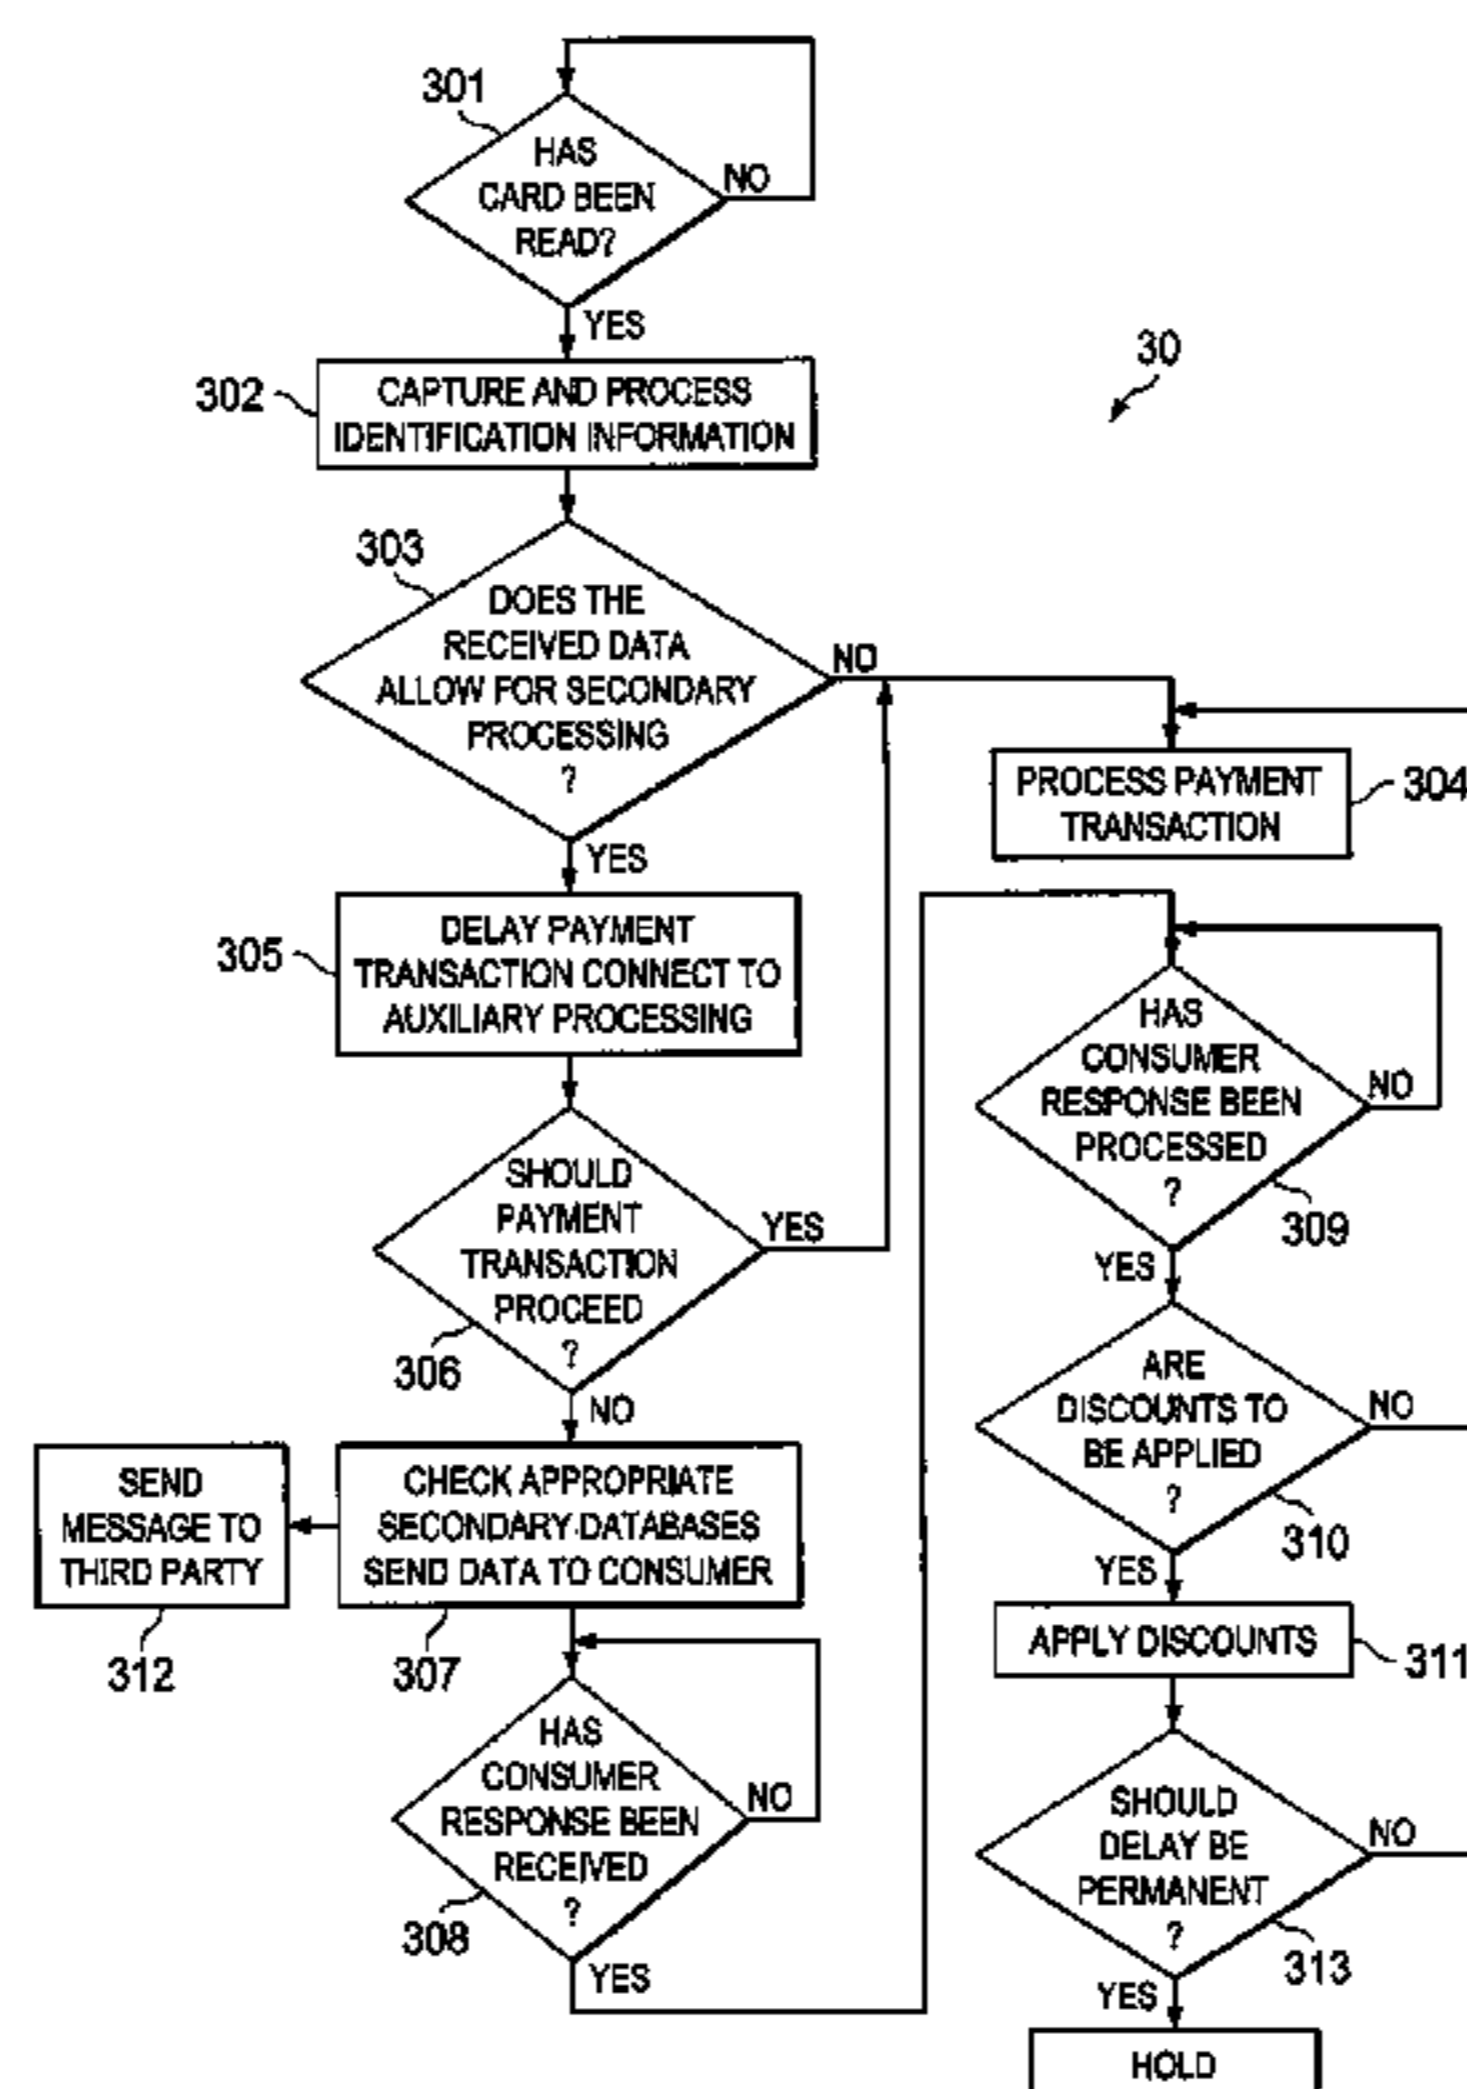 301
HAS
CARD BEEN
READ?
NO
YES
302
CAPTURE AND PROCESS
IDENTIFICATION INFORMATION
30
303
DOES THE
RECEIVED DATA
ALLOW FOR SECONDARY
PROCESSING
?
NO
YES
PROCESS PAYMENT
TRANSACTION
304
305
DELAY PAYMENT
TRANSACTION CONNECT TO
AUXILIARY PROCESSING
SHOULD
PAYMENT
TRANSACTION
PROCEED
?
YES
306
NO
SEND
MESSAGE TO
THIRD PARTY
312
CHECK APPROPRIATE
SECONDARY DATABASES
SEND DATA TO CONSUMER
307
HAS
CONSUMER
RESPONSE BEEN
RECEIVED
?
NO
308
YES
HAS
CONSUMER
RESPONSE BEEN
PROCESSED
?
NO
309
YES
ARE
DISCOUNTS TO
BE APPLIED
?
NO
310
YES
APPLY DISCOUNTS
311
SHOULD
DELAY BE
PERMANENT
?
NO
313
YES
HOLD